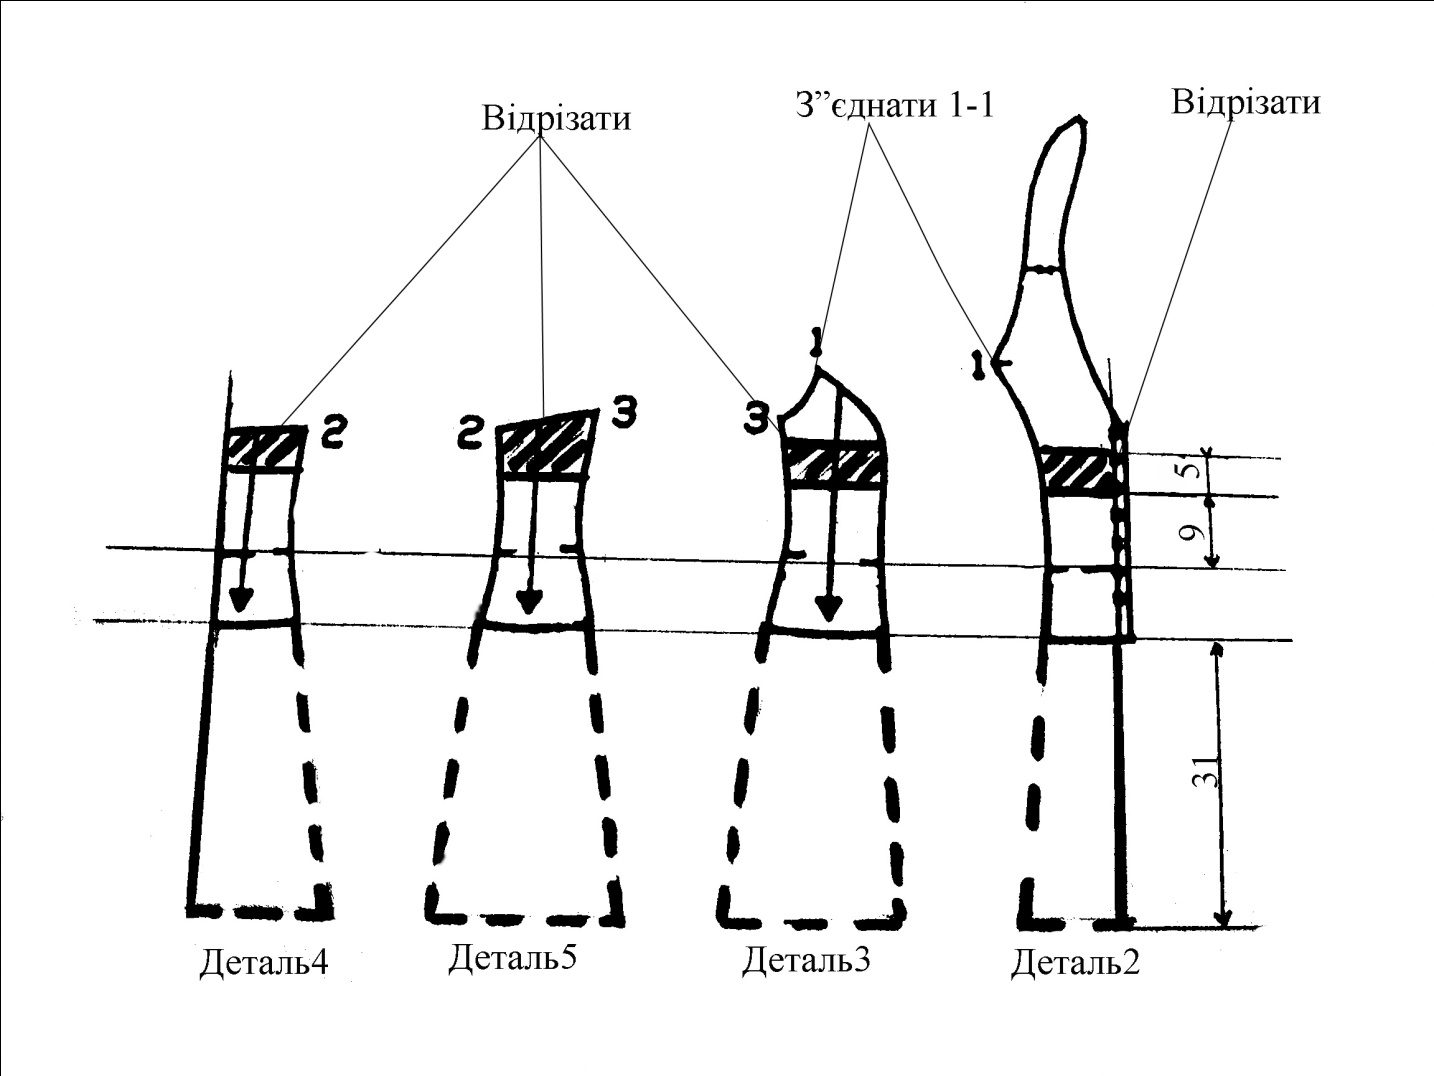 Відрізати
З”єднати 1-1
Відрізати
1
1
2
2
3
3
5
9
31
Деталь4
Деталь5
Деталь3
Деталь2